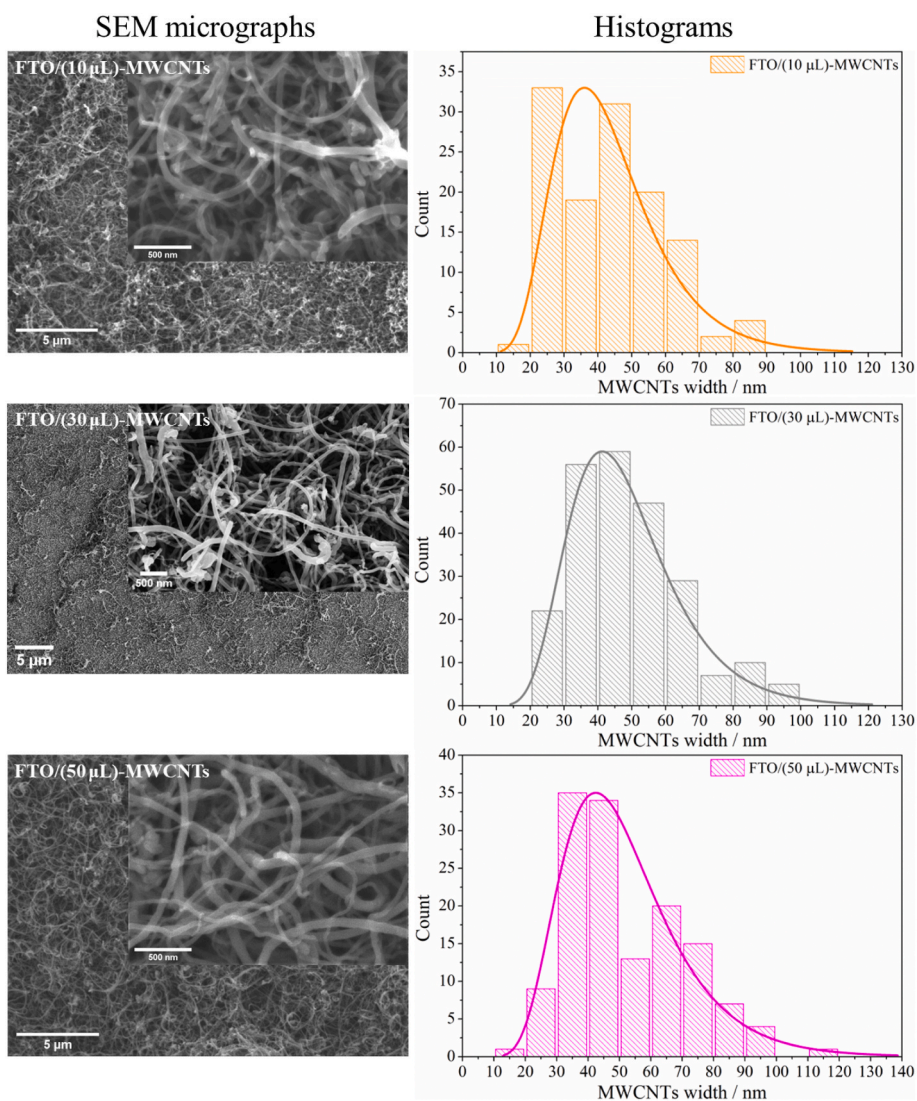 SEM micrographs
Histograms
FTO/(10 µL)-MWCNTs
500 nm
5 µm
FTO/(10 µL)-MWCNTs
Count
35
30
25
20
15
10
5
0
0 10 20 30 40 50 60 70 80 90 100 110 120 130
MWCNTs width / nm
FTO/(30 µL)-MWCNTs
500 nm
5 µm
FTO/(30 µL)-MWCNTs
Count
70
60
50
40
30
20
10
0
0 10 20 30 40 50 60 70 80 90 100 110 120 130
MWCNTs width / nm
FTO/(50 µL)-MWCNTs
500 nm
5 µm
FTO/(50 µL)-MWCNTs
Count
40
35
30
25
20
15
10
5
0
0 10 20 30 40 50 60 70 80 90 100 110 120 130 140
MWCNTs width / nm